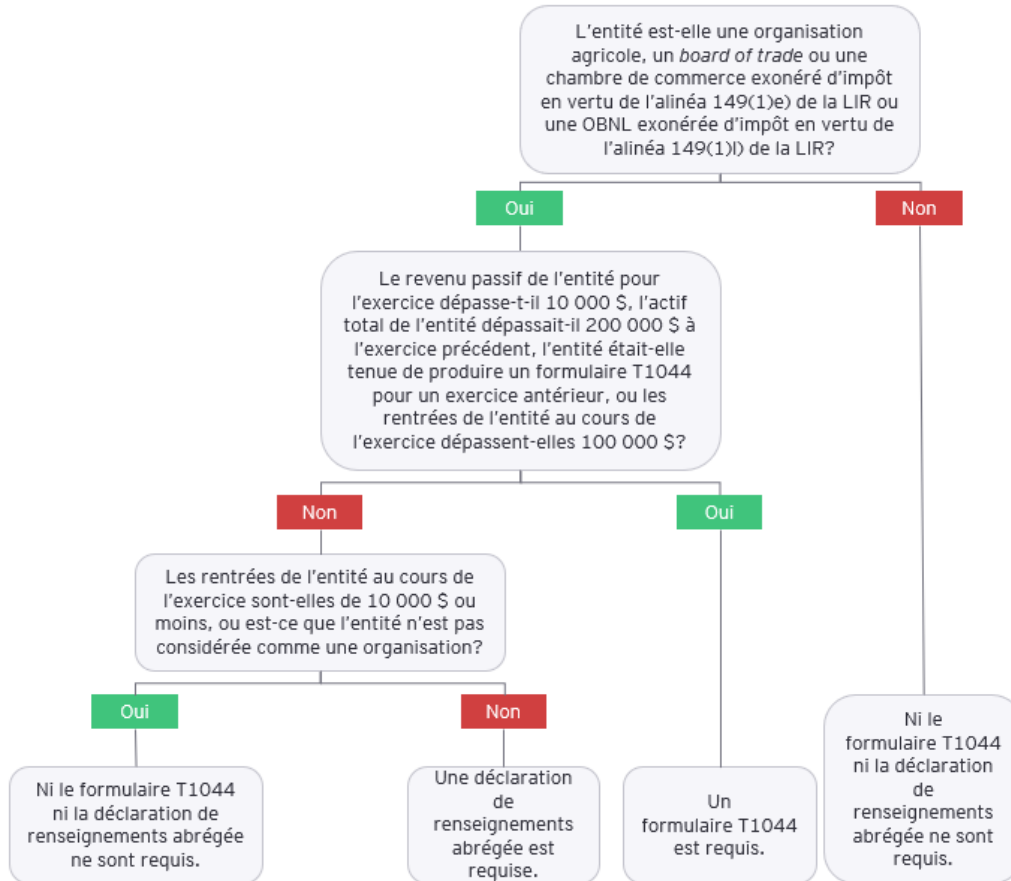 L'entité est-elle une organisation
agricole, un board of trade ou une
chambre de commerce exonéré d'impôt
en vertu de l'alinéa 149(1)e) de la LIR ou
une OBNL exonérée d'impôt en vertu de
l'alinéa 149(1)l) de la LIR?
Oui
Non
Le revenu passif de l'entité pour
l'exercice dépasse-t-il 10 000 $, l'actif
total de l'entité dépassait-il 200 000 $ à
l'exercice précédent, l'entité était-elle
tenue de produire un formulaire T1044
pour un exercice antérieur, ou les
rentrées de l'entité au cours de
l'exercice dépassent-elles 100 000 $?
Non
Oui
Les rentrées de l'entité au cours de
l'exercice sont-elles de 10 000 $ ou
moins, ou est-ce que l'entité n'est pas
considérée comme une organisation?
Oui
Non
Ni le formulaire T1044
ni la déclaration de
renseignements abrégée
ne sont requis.
Une déclaration
de
renseignements
abrégée est
requise.
Un
formulaire T1044
est requis.
Ni le
formulaire T1044
ni la déclaration
de
renseignements
abrégée ne sont
requis.